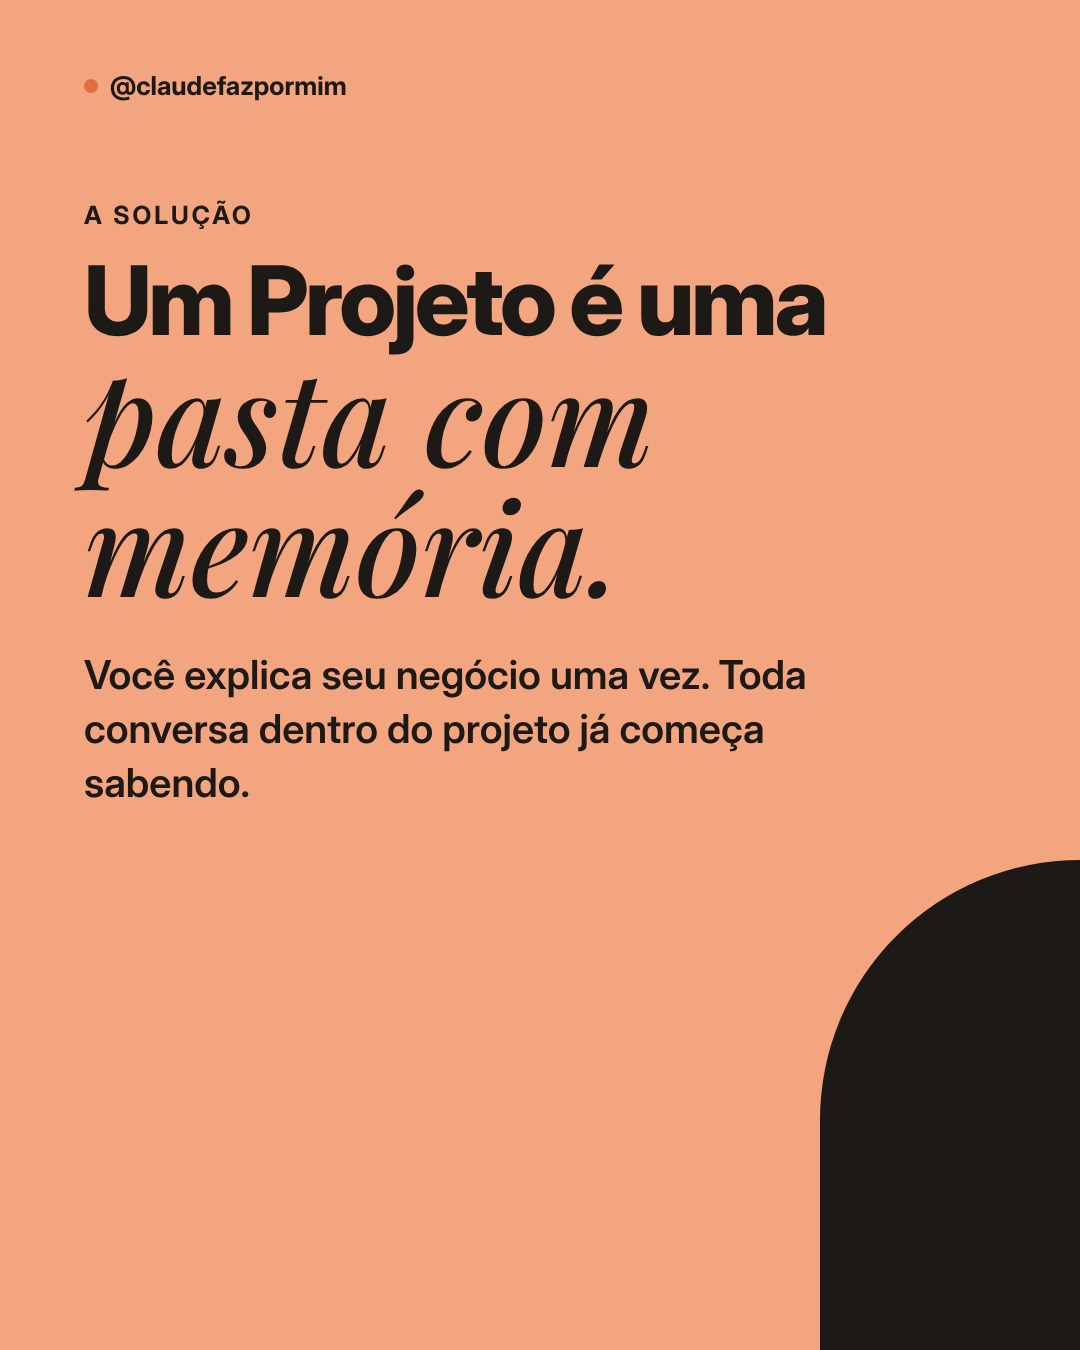 @claudefazpormim
A SOLUÇÃO
Um Projeto é uma
pasta com
memória.
Você explica seu negócio uma vez. Toda
conversa dentro do projeto já começa
sabendo.